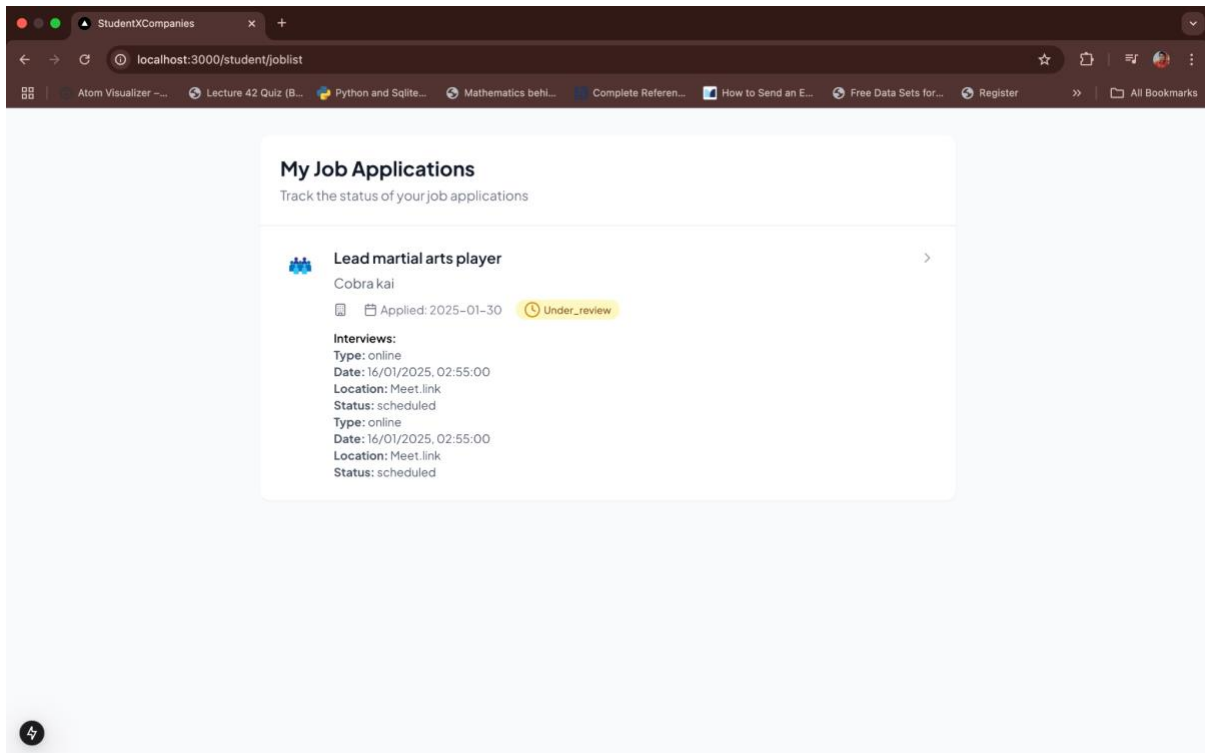 StudentXCompanies
localhost:3000/student/joblist
Atom Visualizer –... Lecture 42 Quiz (B... Python and Sqlite... Mathematics behi... Complete Referen... How to Send an E... Free Data Sets for... Register » All Bookmarks
My Job Applications
Track the status of your job applications
Lead martial arts player
Cobra kai
Applied: 2025-01-30 Under_review
Interviews:
Type: online
Date: 16/01/2025, 02:55:00
Location: Meet.link
Status: scheduled
Type: online
Date: 16/01/2025, 02:55:00
Location: Meet.link
Status: scheduled